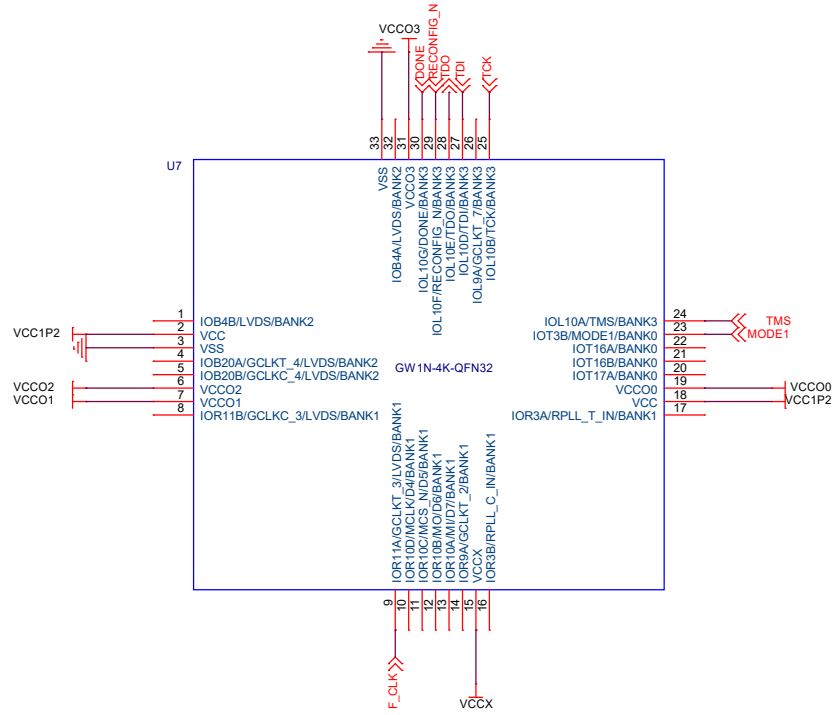 VCCO3
DONE
RECONFIG_N
TDO
TDI
TCK
33
32
31
30
29
28
27
26
25
U7
VSS
IOB4A/LVDS/BANK2
VCCO3
IOL10G/DONE/BANK3
IOL10F/RECONFIG_N/BANK3
IOL10E/TDO/BANK3
IOL10D/TDI/BANK3
IOL9A/GCLKT_7/BANK3
IOL10B/TCK/BANK3
1 IOB4B/LVDS/BANK2
VCC1P2 2 VCC
3 VSS
4 IOB20A/GCLKT_4/LVDS/BANK2
5 IOB20B/GCLKC_4/LVDS/BANK2
VCCO2 6 VCCO2
VCCO1 7 VCCO1
8 IOR11B/GCLKC_3/LVDS/BANK1
GW1N-4K-QFN32
IOL10A/TMS/BANK3 24 TMS
IOT3B/MODE1/BANK0 23 MODE1
IOT16A/BANK0 22
IOT16B/BANK0 21
IOT17A/BANK0 20
VCCO0 19 VCCO0
VCC 18 VCC1P2
IOR3A/RPLL_T_IN/BANK1 17
IOR11A/GCLKT_3/LVDS/BANK1
IOR10D/MCLK/D4/BANK1
IOR10C/MCS_N/D5/BANK1
IOR10B/MO/D6/BANK1
IOR10A/MI/D7/BANK1
IOR9A/GCLKT_2/BANK1
VCCX
IOR3B/RPLL_C_IN/BANK1
9
10
11
12
13
14
15
16
F_CLK
VCCX